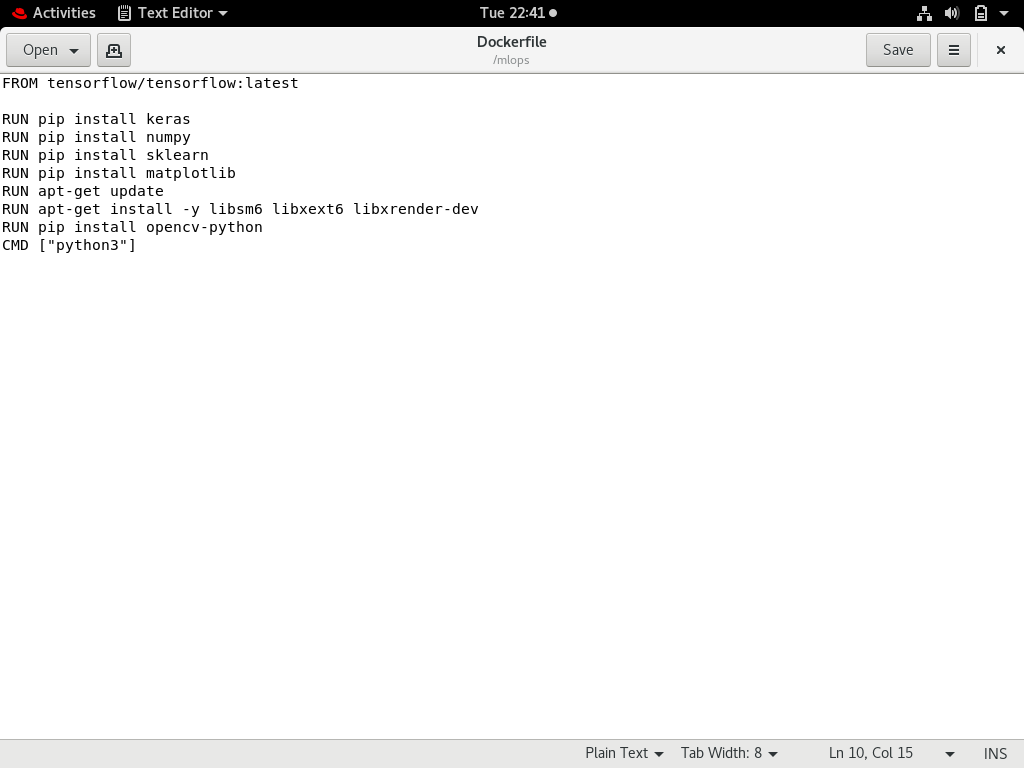 Activities Text Editor Tue 22:41
Open Dockerfile Save
/mlops
FROM tensorflow/tensorflow:latest
RUN pip install keras
RUN pip install numpy
RUN pip install sklearn
RUN pip install matplotlib
RUN apt-get update
RUN apt-get install -y libsm6 libxext6 libxrender-dev
RUN pip install opencv-python
CMD ["python3"]
Plain Text Tab Width: 8 Ln 10, Col 15 INS